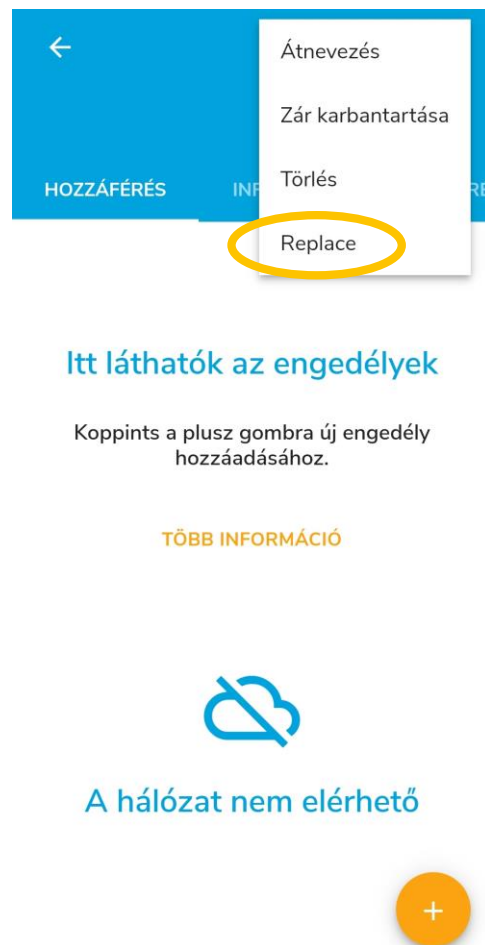 Átnevezés
Zár karbantartása
Törlés
Replace
HOZZÁFÉRÉS
Itt láthatók az engedélyek
Koppints a plusz gombra új engedély
hozzáadásához.
TÖBB INFORMÁCIÓ
A hálózat nem elérhető